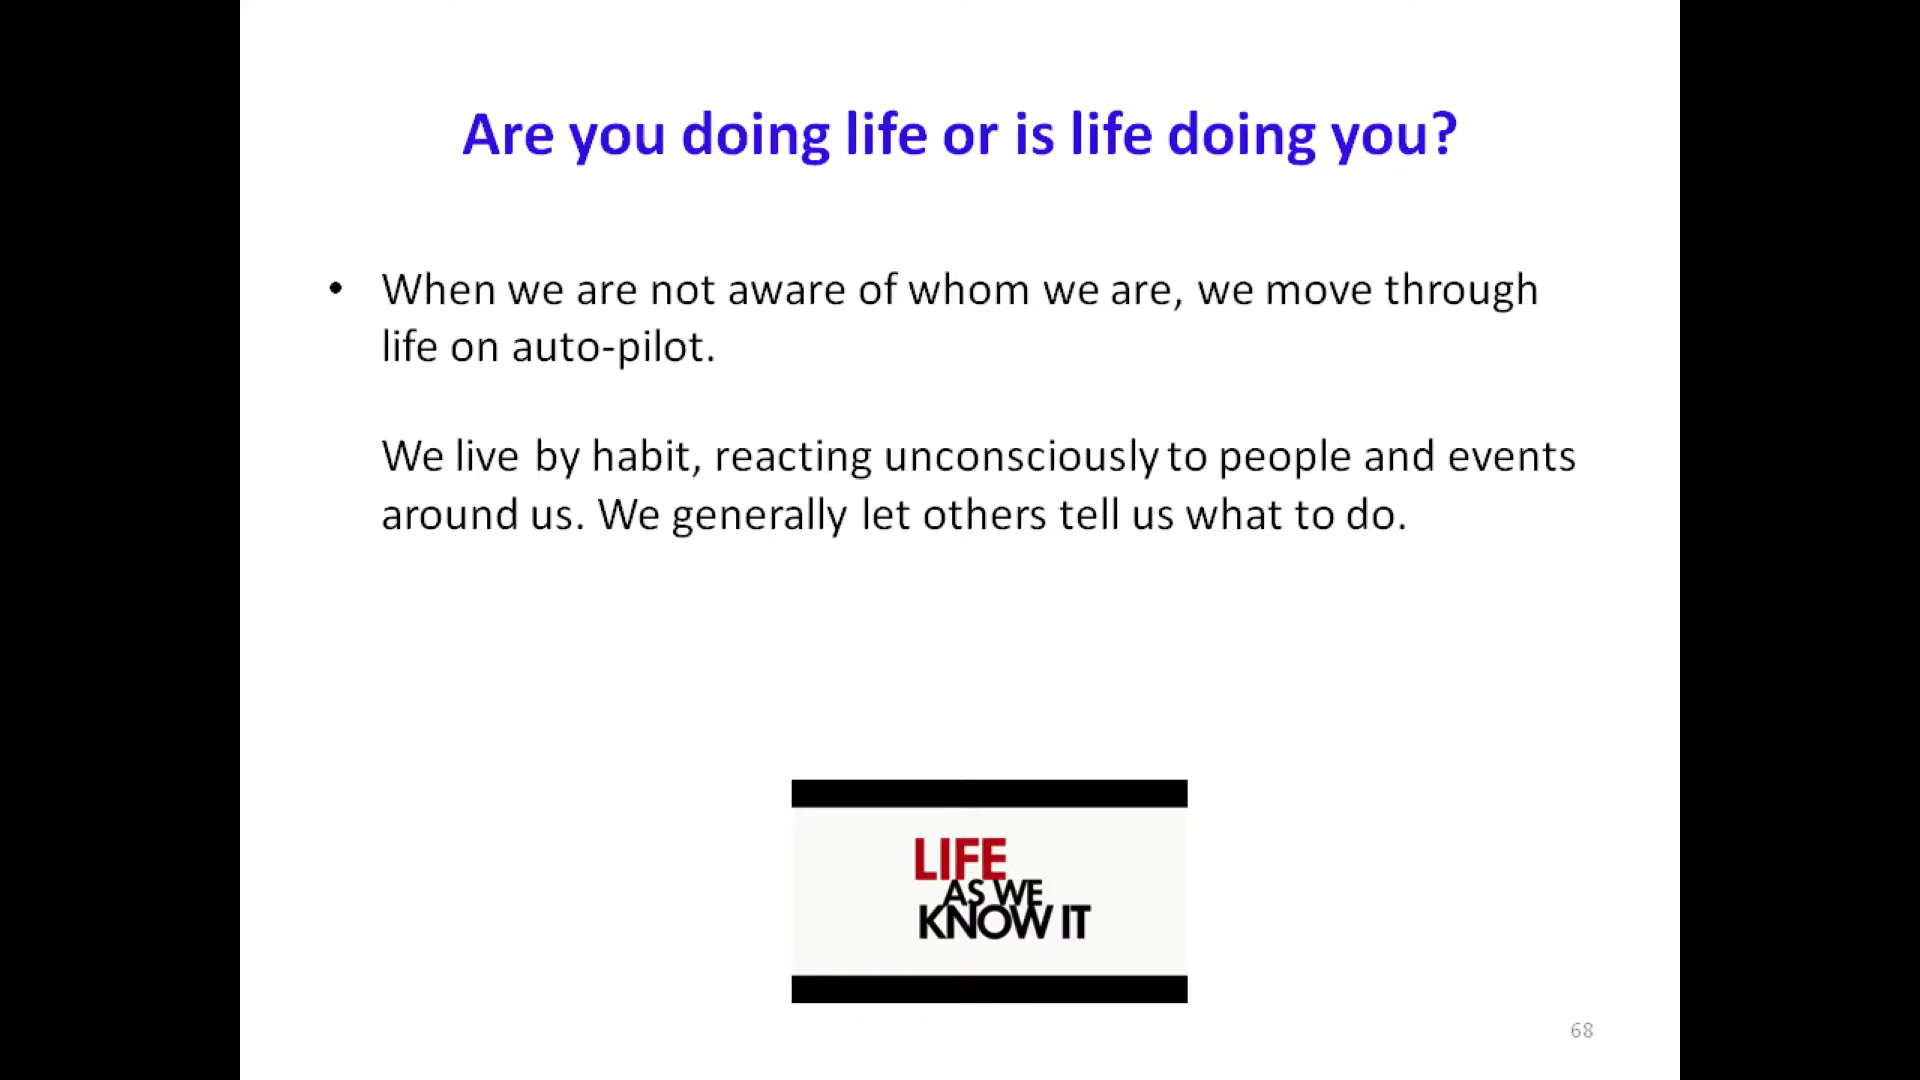 Are you doing life or is life doing you?
• When we are not aware of whom we are, we move through
life on auto-pilot.
We live by habit, reacting unconsciously to people and events
around us. We generally let others tell us what to do.
LIFE
AS WE
KNOW IT
68